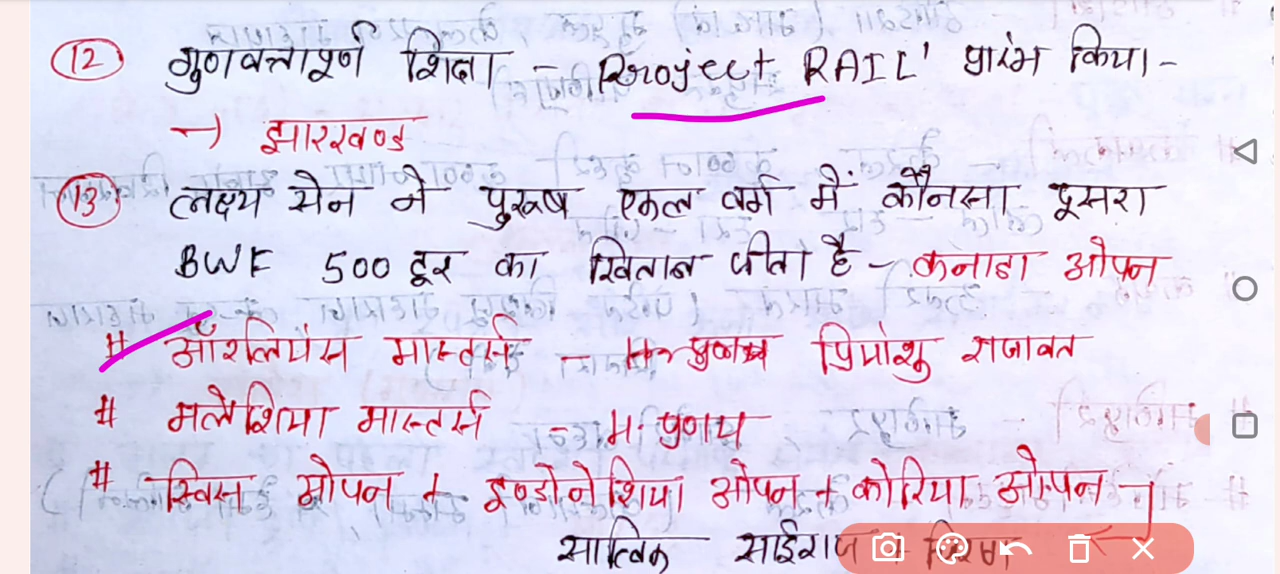 (12) गुणवत्तापूर्ण शिक्षा - Project RAIL' प्रारंभ किया।-
→ झारखण्ड
(13) लक्ष्य सेन ने पुरूष एकल वर्ग में कौनसा दूसरा
BWF 500 टूर का खिताब जीता है - कनाडा ओपन
# ऑरलियंस मास्टर्स - प्रियांशु राजावत
# मलेशिया मास्टर्स - H. प्रणय
# स्विस ओपन + इण्डोनेशिया ओपन + कोरिया ओपन
सात्विक साईराज